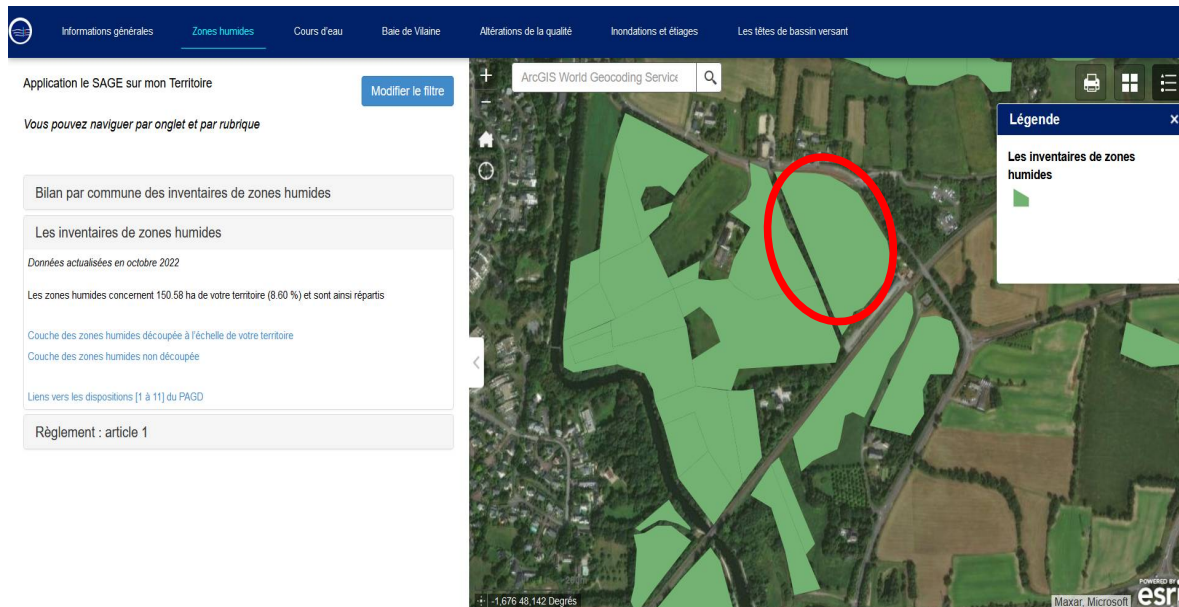 Informations générales
Zones humides
Cours d'eau
Baie de Vilaine
Altérations de la qualité
Inondations et étiages
Les têtes de bassin versant
Application le SAGE sur mon Territoire
Modifier le filtre
Vous pouvez naviguer par onglet et par rubrique
Bilan par commune des inventaires de zones humides
Les inventaires de zones humides
Données actualisées en octobre 2022
Les zones humides concernent 150.58 ha de votre territoire (8.60 %) et sont ainsi répartis
Couche des zones humides découpée à l'échelle de votre territoire
Couche des zones humides non découpée
Liens vers les dispositions [1 à 11] du PAGD
Règlement : article 1
ArcGIS World Geocoding Service
Légende
Les inventaires de zones
humides
-1,676 48,142 Degrés
Maxar, Microsoft
POWERED BY
esri